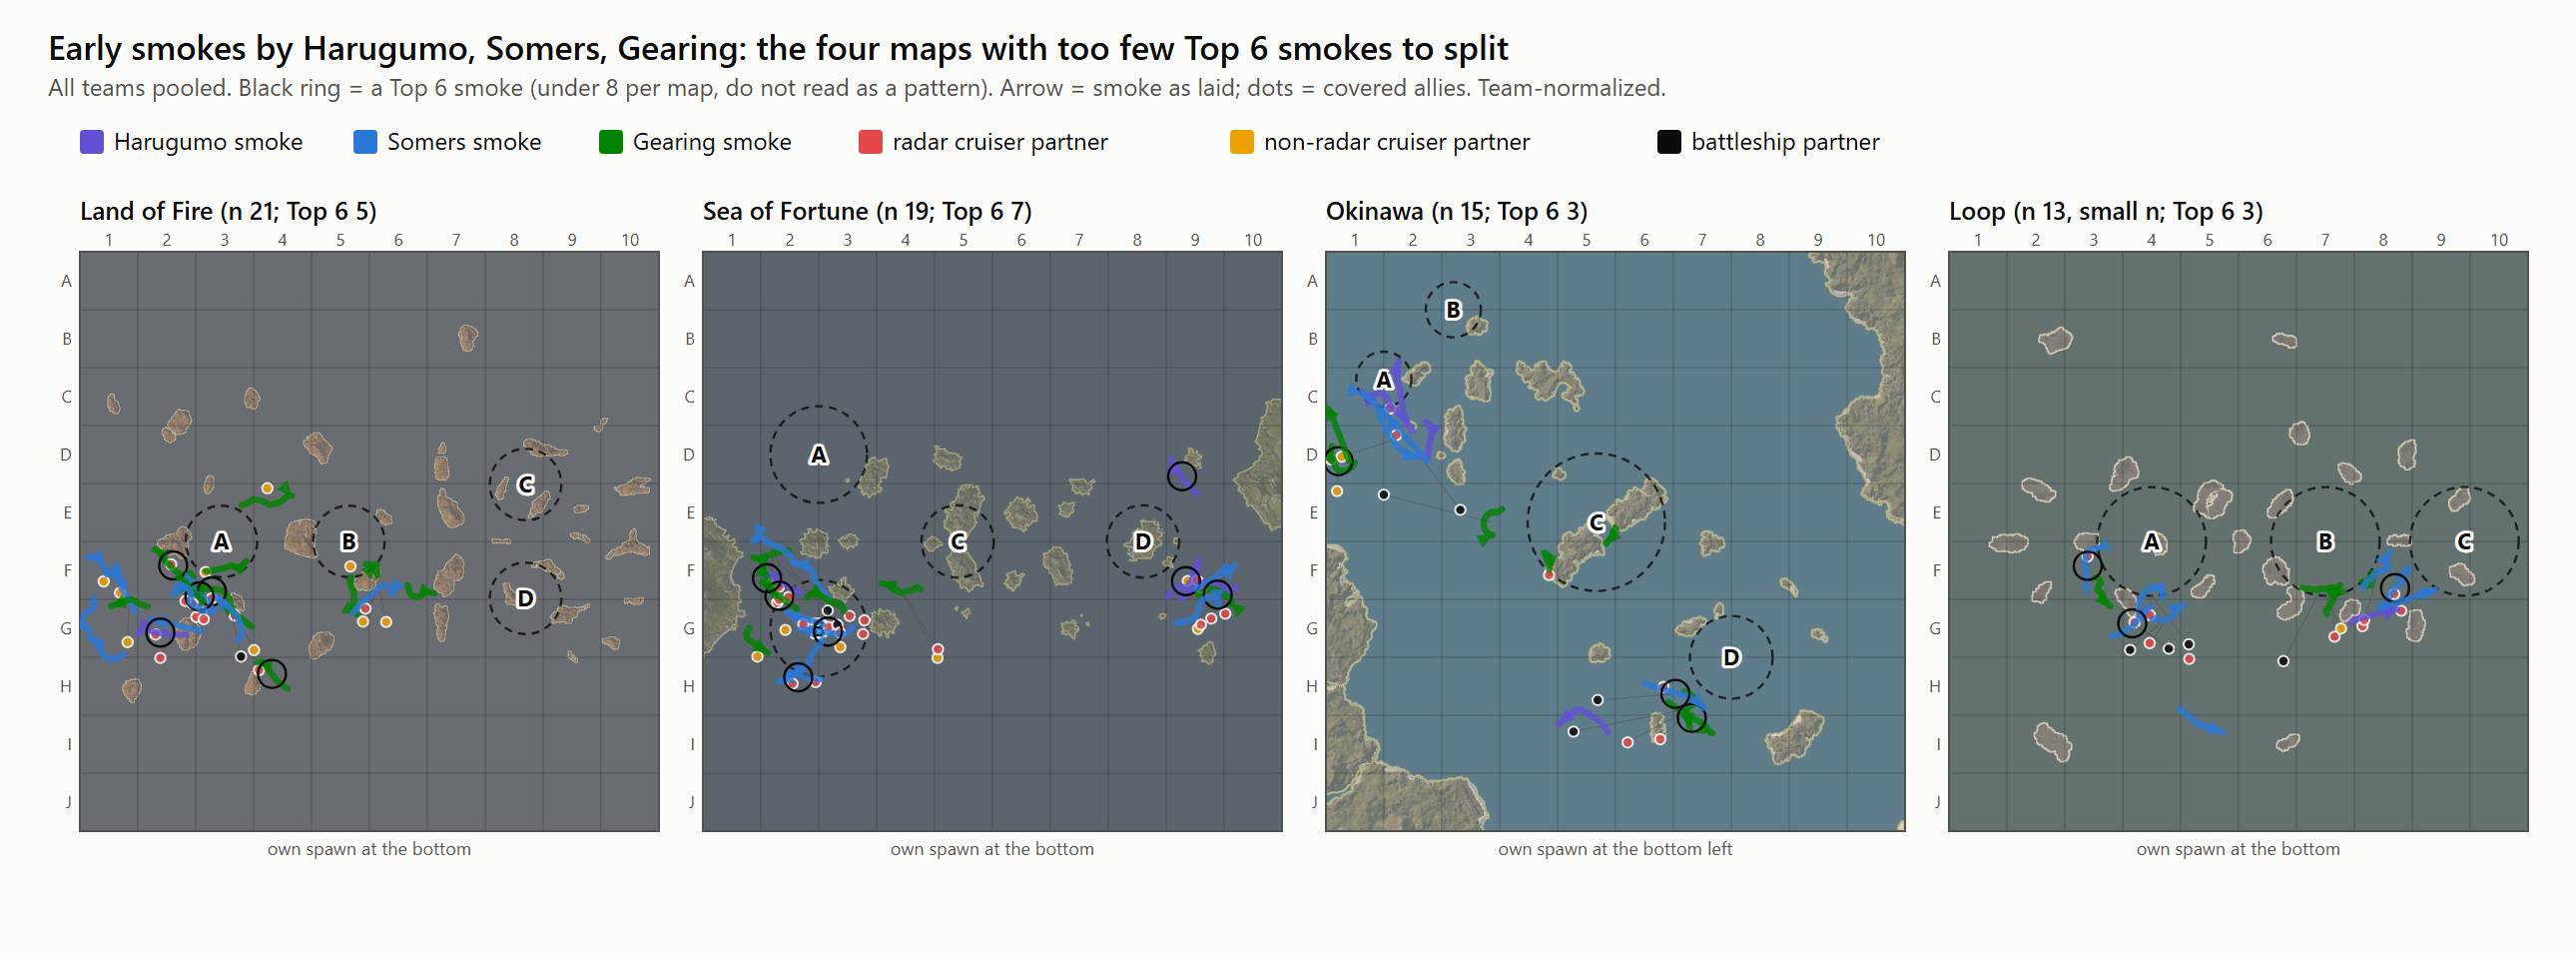 Early smokes by Harugumo, Somers, Gearing: the four maps with too few Top 6 smokes to split
All teams pooled. Black ring = a Top 6 smoke (under 8 per map, do not read as a pattern). Arrow = smoke as laid; dots = covered allies. Team-normalized.
Harugumo smoke Somers smoke Gearing smoke radar cruiser partner non-radar cruiser partner battleship partner
Land of Fire (n 21; Top 6 5)
1 2 3 4 5 6 7 8 9 10
A
B
C
D
E
F
G
H
I
J
A
B
C
D
own spawn at the bottom
Sea of Fortune (n 19; Top 6 7)
1 2 3 4 5 6 7 8 9 10
A
B
C
D
E
F
G
H
I
J
A
B
C
D
own spawn at the bottom
Okinawa (n 15; Top 6 3)
1 2 3 4 5 6 7 8 9 10
A
B
C
D
E
F
G
H
I
J
B
A
C
D
own spawn at the bottom left
Loop (n 13, small n; Top 6 3)
1 2 3 4 5 6 7 8 9 10
A
B
C
D
E
F
G
H
I
J
A
B
C
own spawn at the bottom